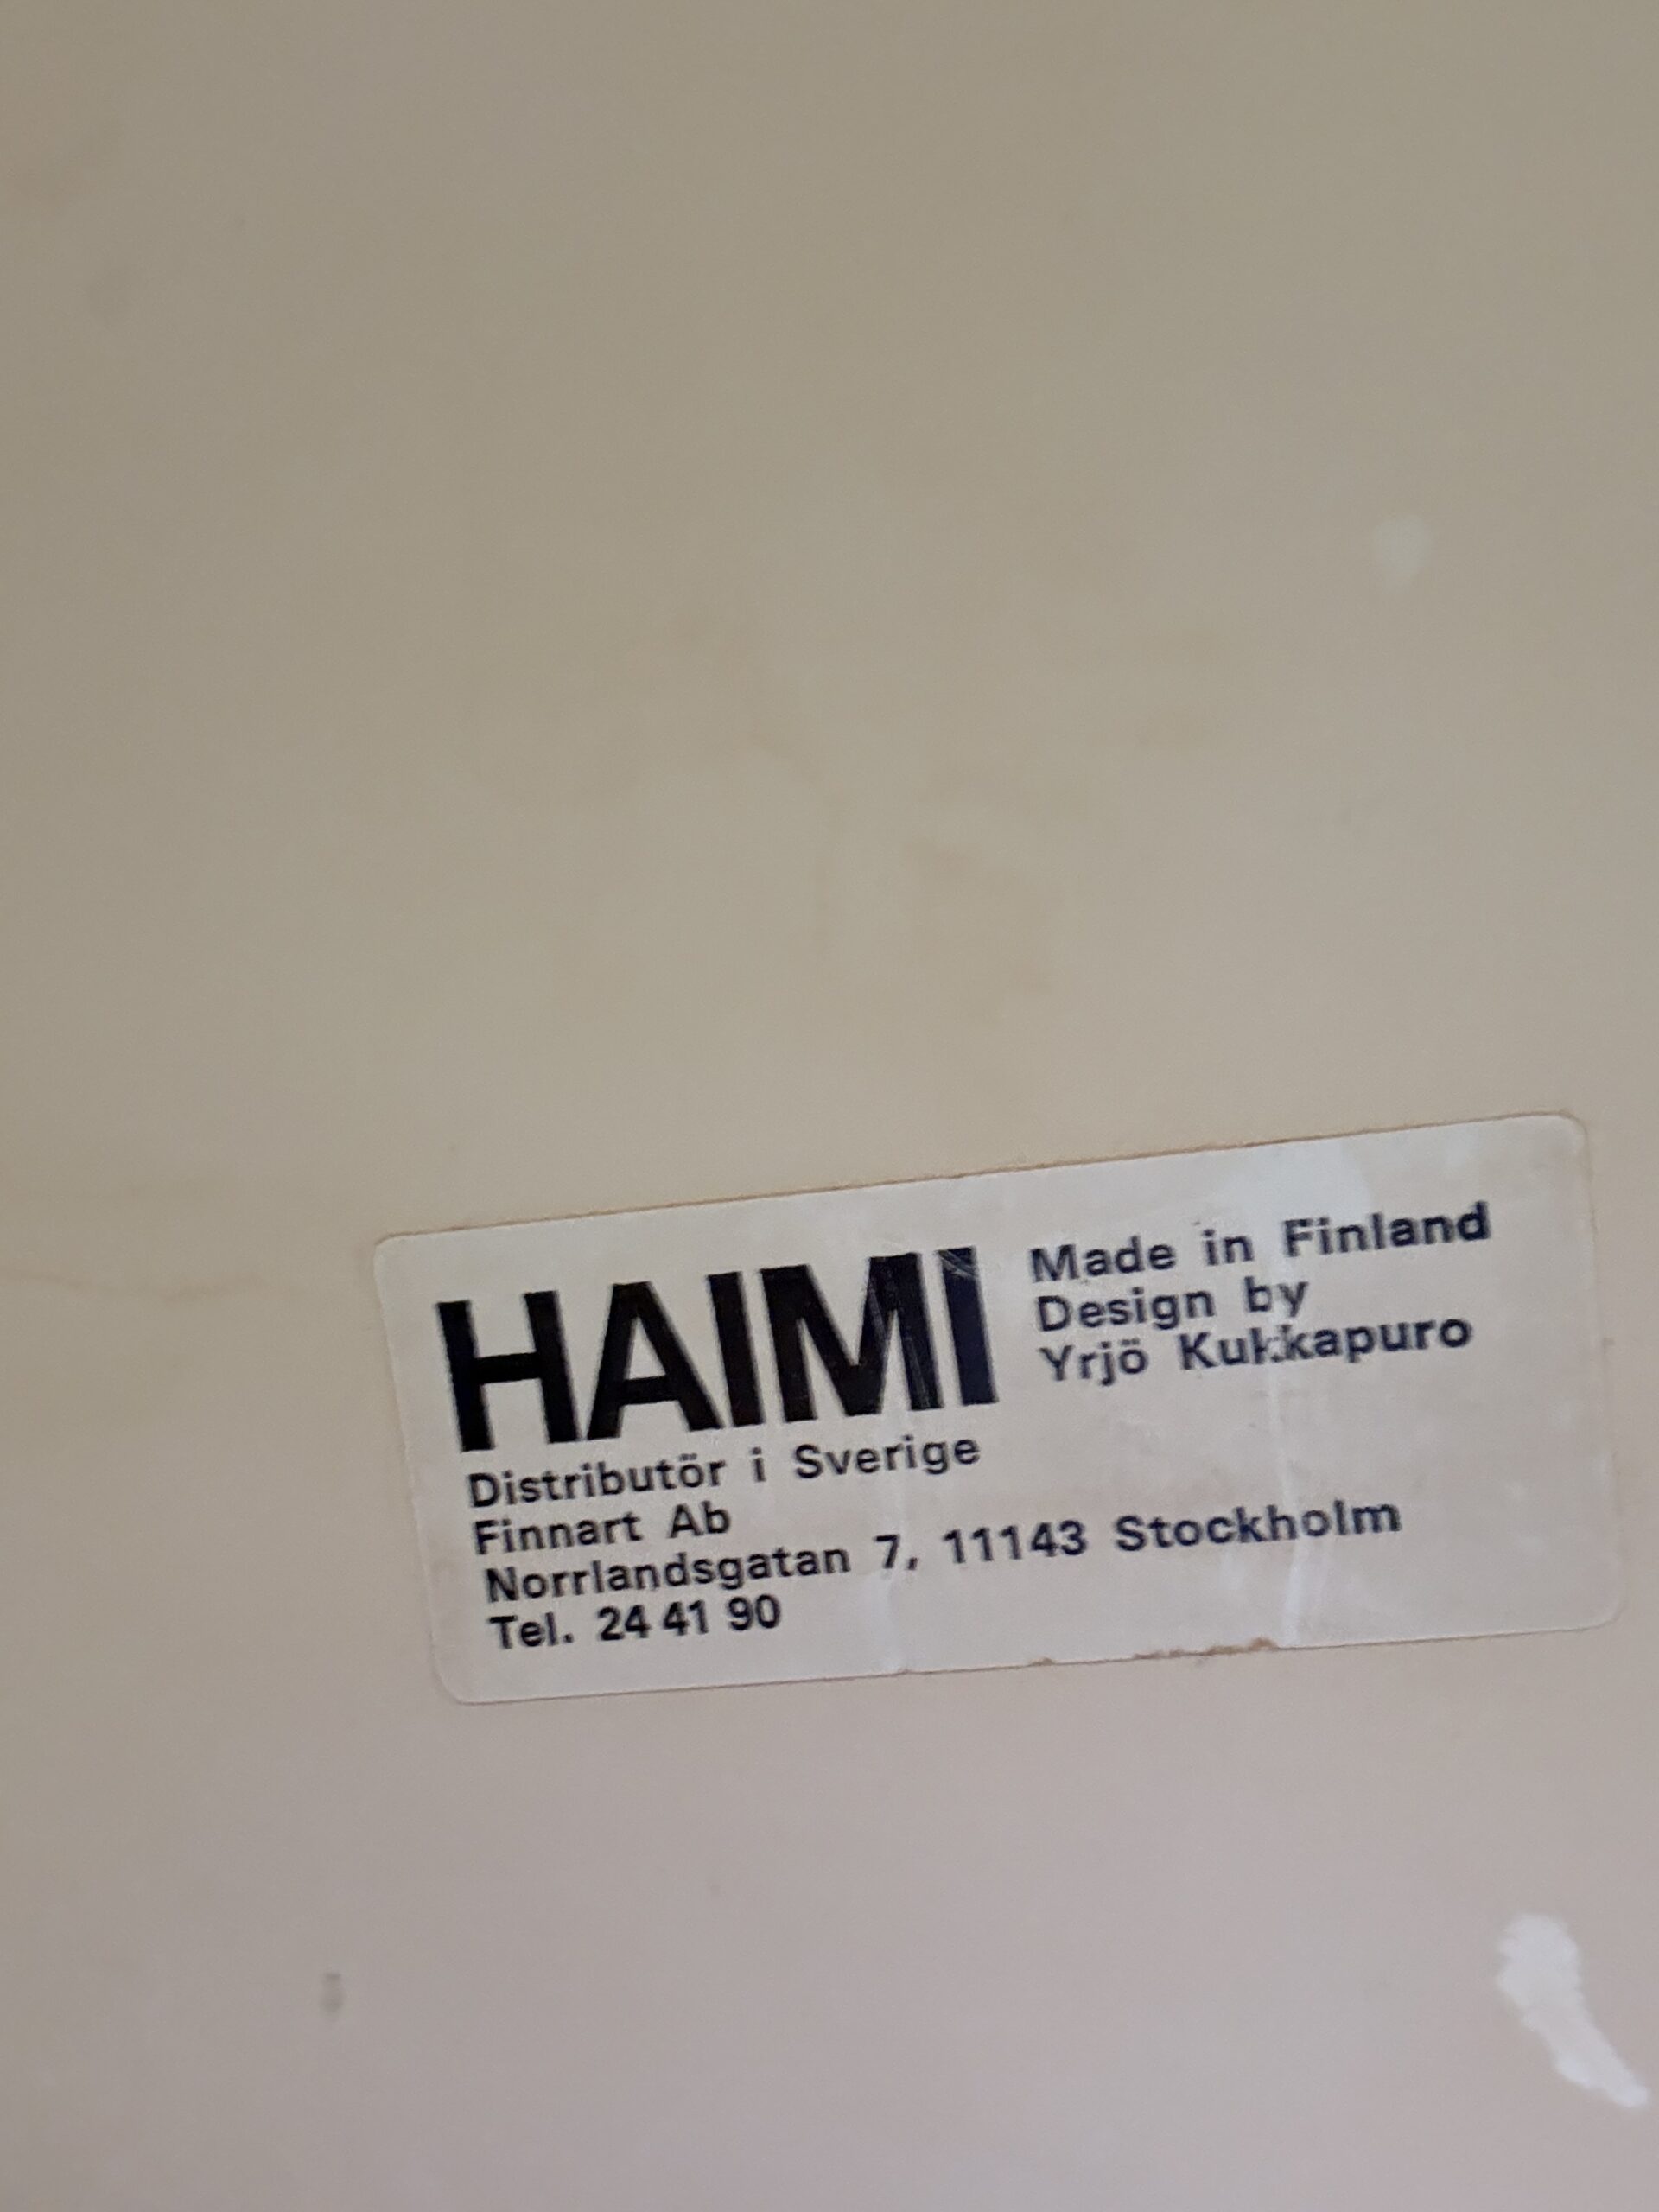 HAIMI
Made in Finland
Design by
Yrjö Kukkapuro
Distributör i Sverige
Finnart Ab
Norrlandsgatan 7, 11143 Stockholm
Tel. 24 41 90